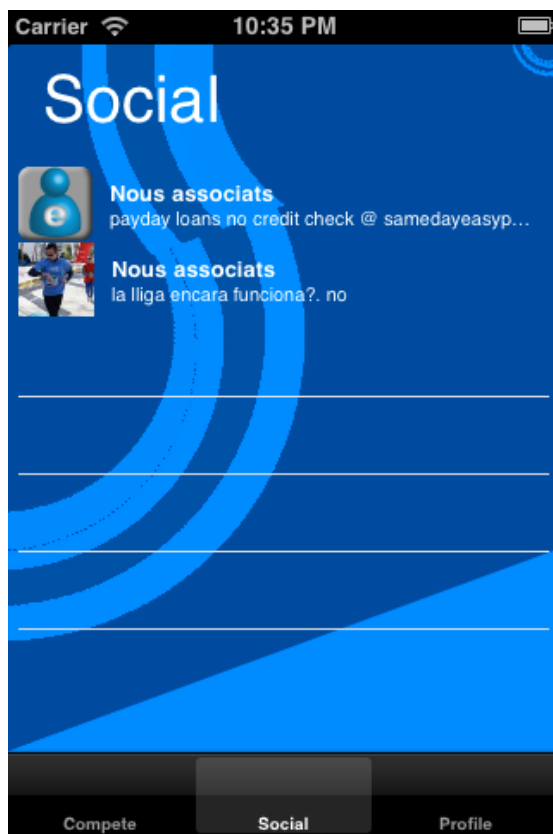 Carrier 10:35 PM
Social
Nous associats
payday loans no credit check @ samedayeasyp...
Nous associats
la lliga encara funciona?. no
Compete Social Profile